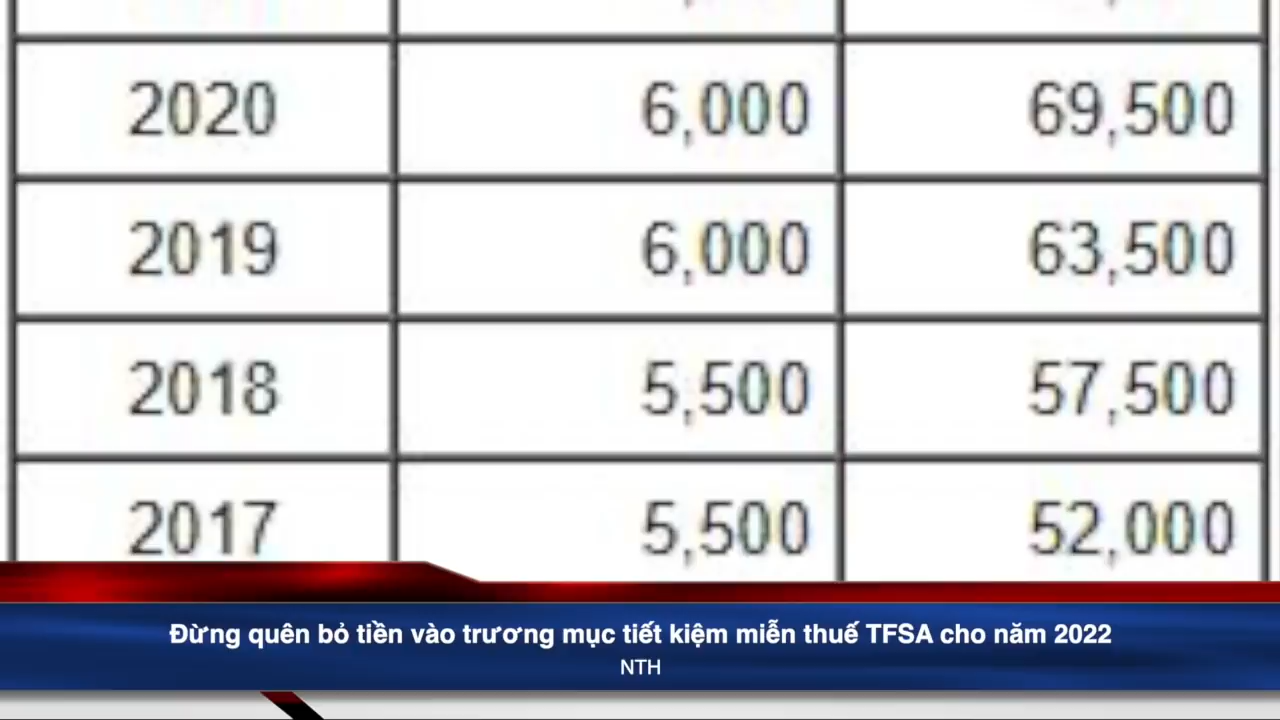 2020 6,000 69,500
2019 6,000 63,500
2018 5,500 57,500
2017 5,500 52,000
Đừng quên bỏ tiền vào trương mục tiết kiệm miễn thuế TFSA cho năm 2022
NTH